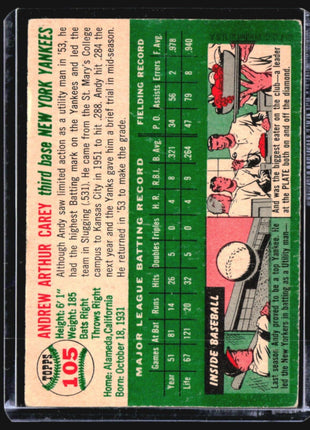 TOPPS
105
ANDREW ARTHUR CAREY third base NEW YORK YANKEES
Height: 6' 1"
Weight: 185
Bats Right
Throws Right
Home: Alameda, California
Born: October 18, 1931
Although Andy saw limited action as a utility man in '53, he
had the highest Batting mark on the Yankees and led the
team in Slugging (.531). He came from the St. Mary's College
campus to Kansas City in 1951 to hit .288. Andy hit .284 the
next year and the Yanks gave him a brief trial in mid-season.
He returned in '53 to make the grade.
MAJOR LEAGUE BATTING RECORD FIELDING RECORD
Games At Bat Runs Hits Doubles Triples H.R. R.B.I. B. Avg. P.O. Assists Errors F. Avg.
Year 51 81 14 26 5 0 4 8 .321 34 56 2 .978
Life 67 121 20 32 5 0 4 9 .264 47 79 8 .940
INSIDE BASEBALL
Last season, Andy proved to be a top Yankee. He
led the New Yorkers in batting as a Utility man—
And was the biggest eater on the Club—a leader
at the PLATE both on and off the diamond.